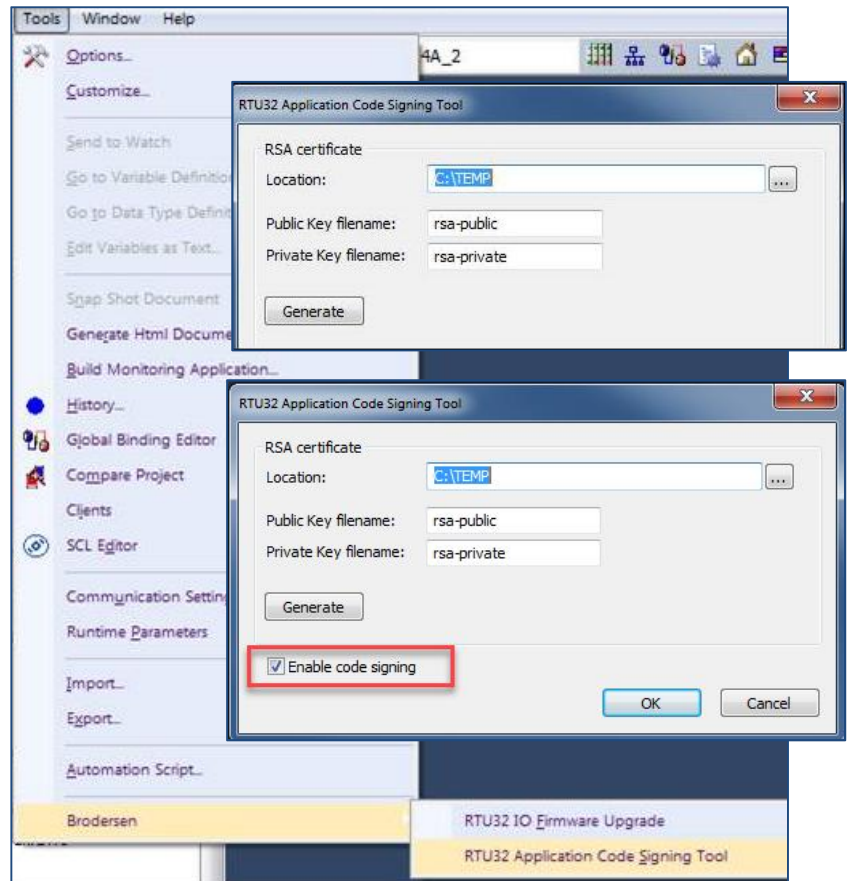 Tools Window Help
Options...
4A_2
Customize...
Send to Watch
Go to Variable Definitio
Go to Data Type Defini
Edit Variables as Text...
Snap Shot Document
Generate Html Docume
Build Monitoring Application...
History...
Global Binding Editor
Compare Project
Clients
SCL Editor
Communication Setting
Runtime Parameters
Import...
Export...
Automation Script...
Brodersen
RTU32 IO Firmware Upgrade
RTU32 Application Code Signing Tool
RTU32 Application Code Signing Tool
X
RSA certificate
Location: C:\TEMP ...
Public Key filename: rsa-public
Private Key filename: rsa-private
Generate
RTU32 Application Code Signing Tool
X
RSA certificate
Location: C:\TEMP ...
Public Key filename: rsa-public
Private Key filename: rsa-private
Generate
Enable code signing
OK Cancel